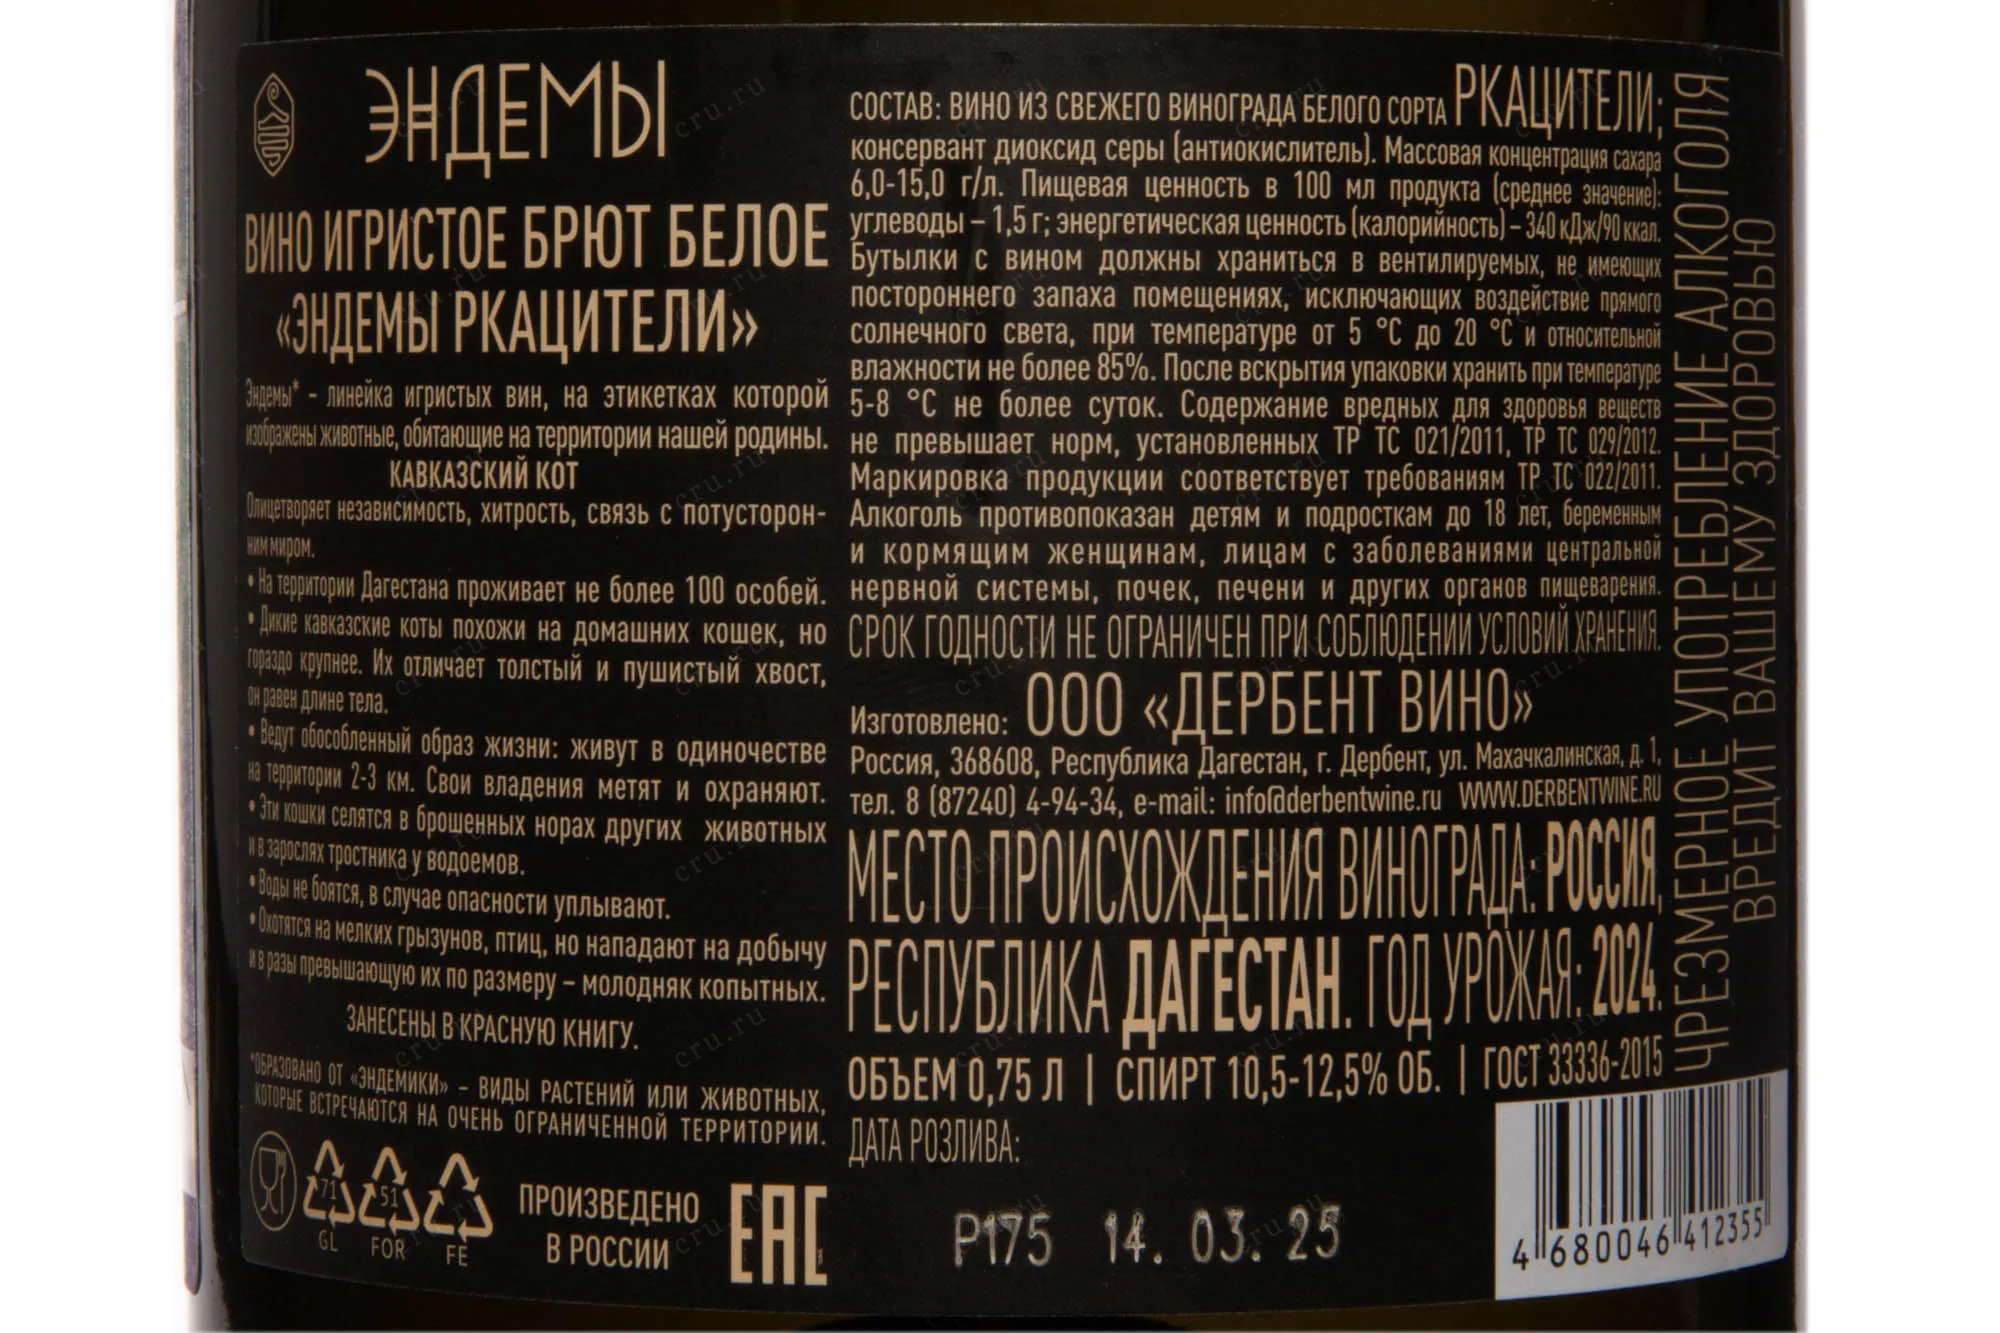 ЭНДЕМЫ
ВИНО ИГРИСТОЕ БРЮТ БЕЛОЕ
«ЭНДЕМЫ РКАЦИТЕЛИ»
Эндемы* - линейка игристых вин, на этикетках которой
изображены животные, обитающие на территории нашей родины.
КАВКАЗСКИЙ КОТ
Олицетворяет независимость, хитрость, связь с потусторон-
ним миром.
• На территории Дагестана проживает не более 100 особей.
• Дикие кавказские коты похожи на домашних кошек, но
гораздо крупнее. Их отличает толстый и пушистый хвост,
он равен длине тела.
• Ведут обособленный образ жизни: живут в одиночестве
на территории 2-3 км. Свои владения метят и охраняют.
• Эти кошки селятся в брошенных норах других животных
и в зарослях тростника у водоемов.
• Воды не боятся, в случае опасности уплывают.
• Охотятся на мелких грызунов, птиц, но нападают на добычу
и в разы превышающую их по размеру – молодняк копытных.
ЗАНЕСЕНЫ В КРАСНУЮ КНИГУ.
*ОБРАЗОВАНО ОТ «ЭНДЕМИКИ» – ВИДЫ РАСТЕНИЙ ИЛИ ЖИВОТНЫХ,
КОТОРЫЕ ВСТРЕЧАЮТСЯ НА ОЧЕНЬ ОГРАНИЧЕННОЙ ТЕРРИТОРИИ.
71 51
GL FOR FE
ПРОИЗВЕДЕНО
В РОССИИ
ЕАС
СОСТАВ: ВИНО ИЗ СВЕЖЕГО ВИНОГРАДА БЕЛОГО СОРТА РКАЦИТЕЛИ;
консервант диоксид серы (антиокислитель). Массовая концентрация сахара
6,0-15,0 г/л. Пищевая ценность в 100 мл продукта (среднее значение):
углеводы – 1,5 г; энергетическая ценность (калорийность) – 340 кДж/90 ккал.
Бутылки с вином должны храниться в вентилируемых, не имеющих
постороннего запаха помещениях, исключающих воздействие прямого
солнечного света, при температуре от 5 °С до 20 °С и относительной
влажности не более 85%. После вскрытия упаковки хранить при температуре
5-8 °С не более суток. Содержание вредных для здоровья веществ
не превышает норм, установленных ТР ТС 021/2011, ТР ТС 029/2012.
Маркировка продукции соответствует требованиям ТР ТС 022/2011.
Алкоголь противопоказан детям и подросткам до 18 лет, беременным
и кормящим женщинам, лицам с заболеваниями центральной
нервной системы, почек, печени и других органов пищеварения.
СРОК ГОДНОСТИ НЕ ОГРАНИЧЕН ПРИ СОБЛЮДЕНИИ УСЛОВИЙ ХРАНЕНИЯ.
Изготовлено: ООО «ДЕРБЕНТ ВИНО»
Россия, 368608, Республика Дагестан, г. Дербент, ул. Махачкалинская, д. 1,
тел. 8 (87240) 4-94-34, e-mail: info@derbentwine.ru WWW.DERBENTWINE.RU
МЕСТО ПРОИСХОЖДЕНИЯ ВИНОГРАДА: РОССИЯ,
РЕСПУБЛИКА ДАГЕСТАН. ГОД УРОЖАЯ: 2024.
ОБЪЕМ 0,75 Л | СПИРТ 10,5-12,5% ОБ. | ГОСТ 33336-2015
ДАТА РОЗЛИВА:
Р175 14. 03. 25
ЧРЕЗМЕРНОЕ УПОТРЕБЛЕНИЕ АЛКОГОЛЯ
ВРЕДИТ ВАШЕМУ ЗДОРОВЬЮ
4 680046 412355
cru.ru